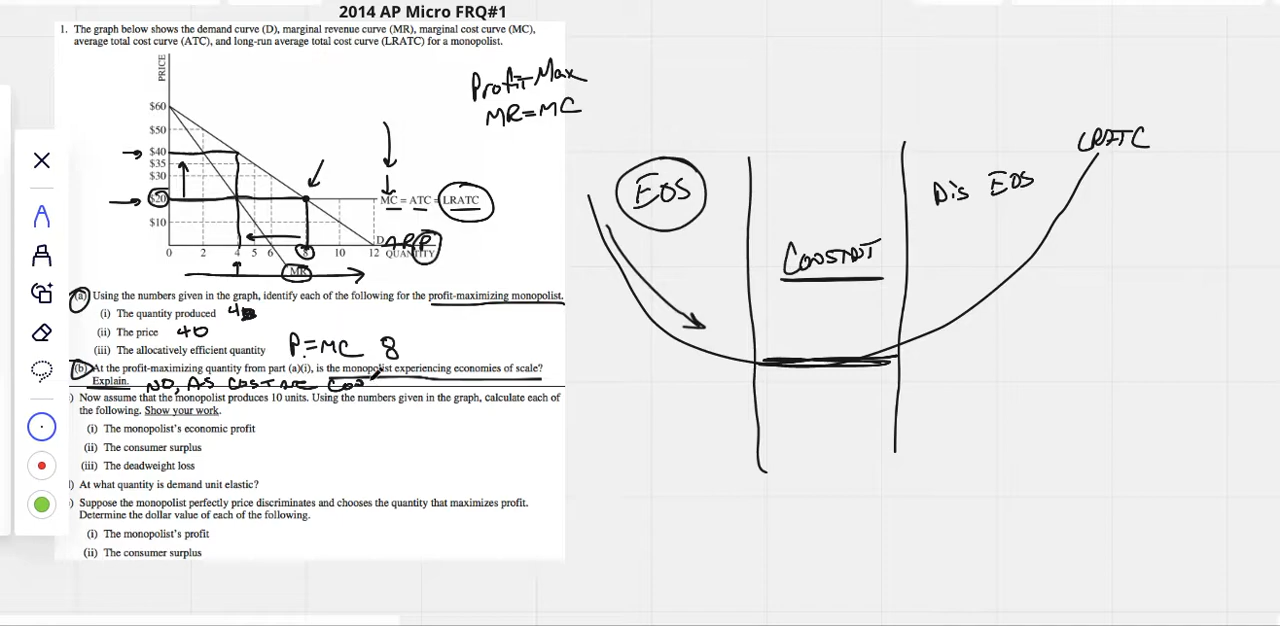 2014 AP Micro FRQ#1
1. The graph below shows the demand curve (D), marginal revenue curve (MR), marginal cost curve (MC),
average total cost curve (ATC), and long-run average total cost curve (LRATC) for a monopolist.
PRICE
$60
$50
$40
$35
$30
$20
$10
MC = ATC = LRATC
D
ARP
0 2 4 5 6 8 10 12 QUANTITY
MR
Profit Max
MR=MC
(a) Using the numbers given in the graph, identify each of the following for the profit-maximizing monopolist.
(i) The quantity produced 4
(ii) The price 40
(iii) The allocatively efficient quantity P=MC 8
(b) At the profit-maximizing quantity from part (a)(i), is the monopolist experiencing economies of scale?
Explain. NO, AS COST ARE COS
) Now assume that the monopolist produces 10 units. Using the numbers given in the graph, calculate each of
the following. Show your work.
(i) The monopolist's economic profit
(ii) The consumer surplus
(iii) The deadweight loss
) At what quantity is demand unit elastic?
) Suppose the monopolist perfectly price discriminates and chooses the quantity that maximizes profit.
Determine the dollar value of each of the following.
(i) The monopolist's profit
(ii) The consumer surplus
EOS
CONSTANT
Dis EOS
LRATC